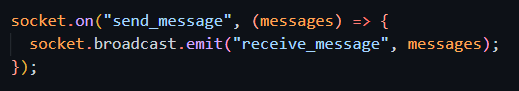 socket.on("send_message", (messages) => {
  socket.broadcast.emit("receive_message", messages);
});